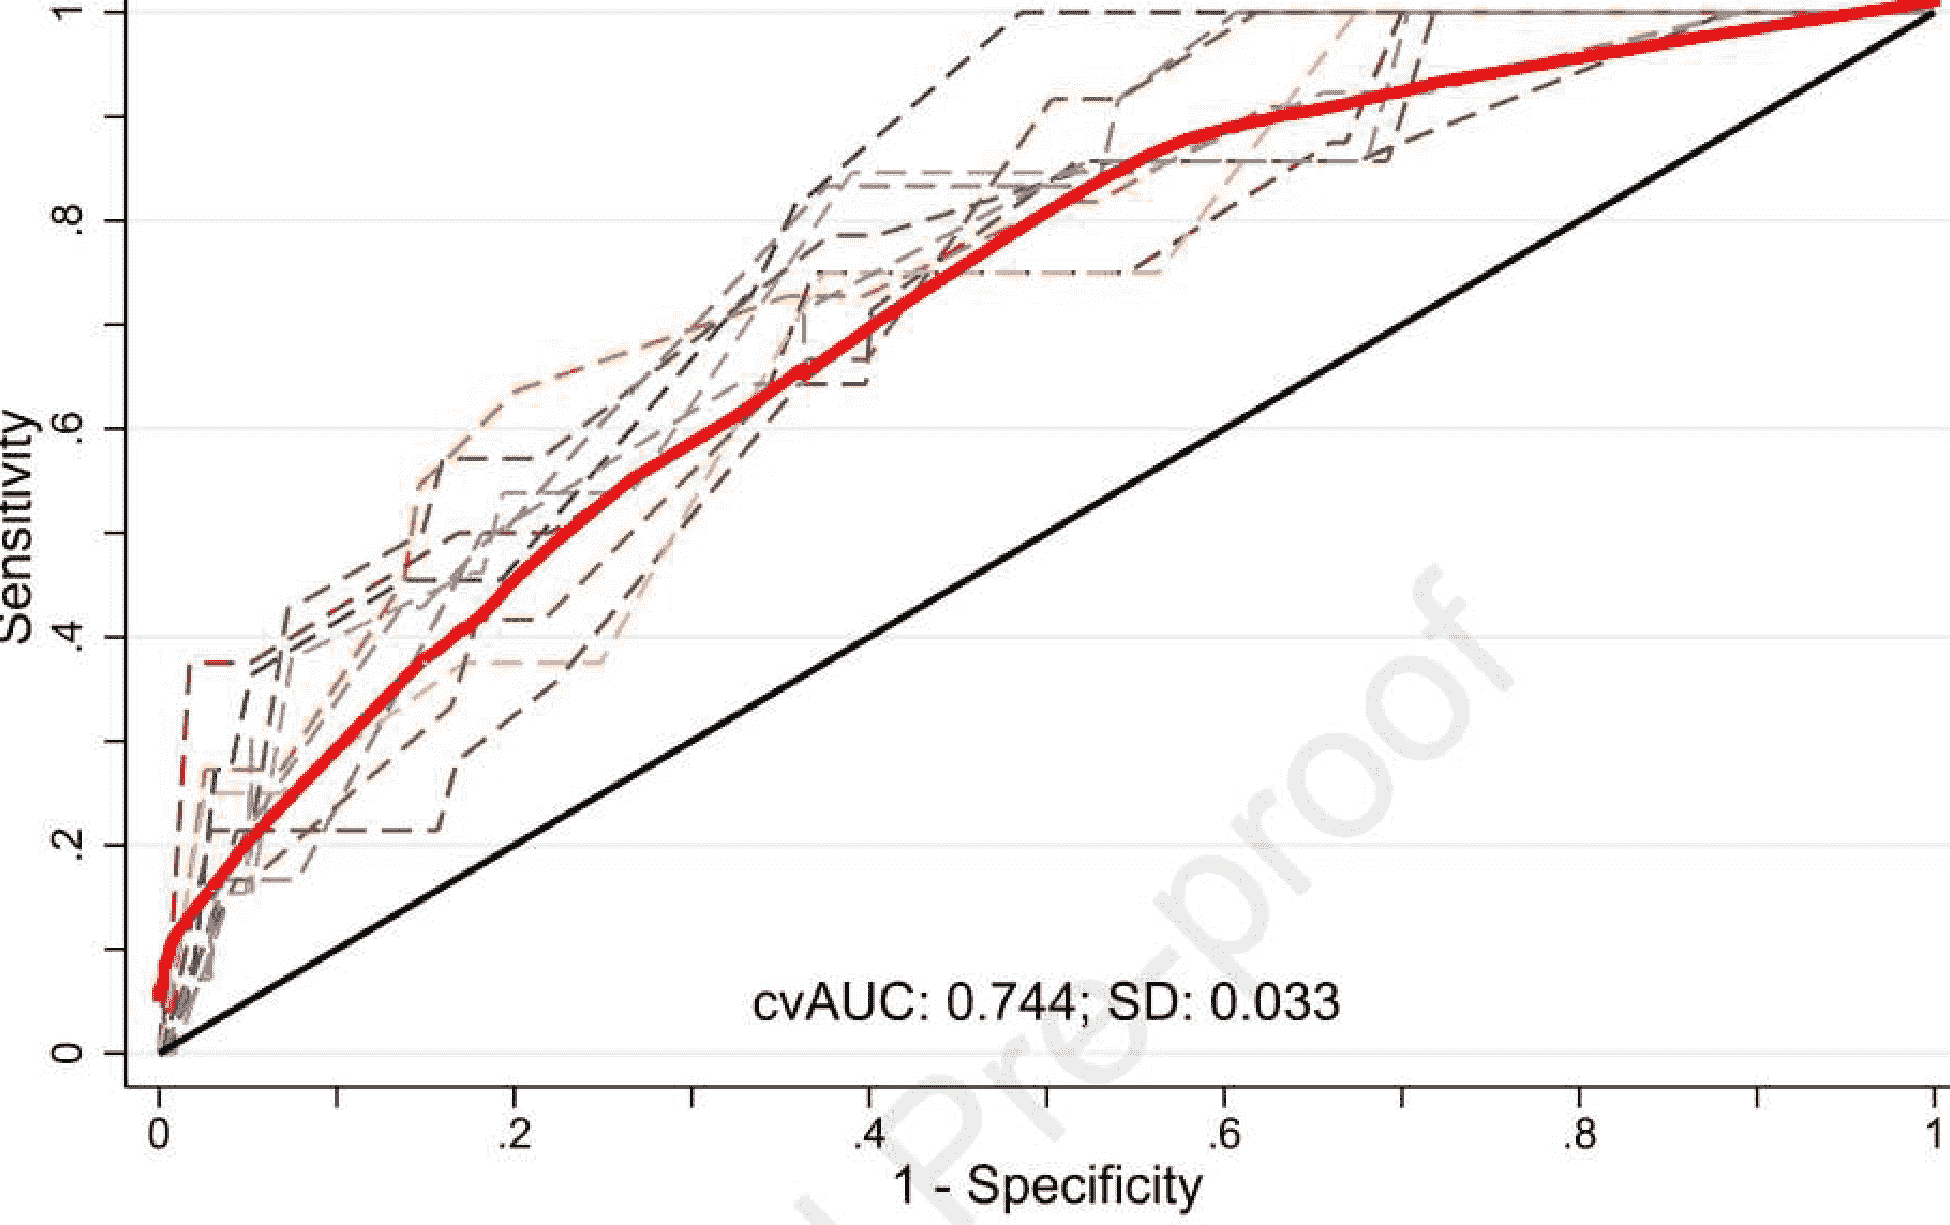 1
.8
.6
.4
.2
0
Sensitivity
cvAUC: 0.744; SD: 0.033
0 .2 .4 .6 .8 1
1 - Specificity
Pre-proof